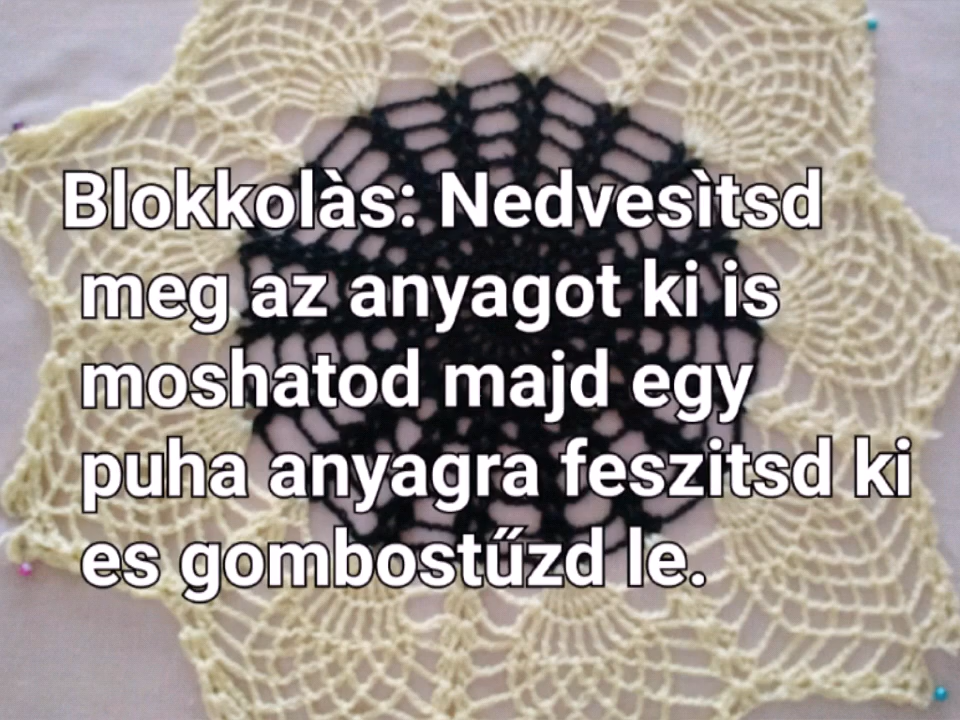 Blokkolàs: Nedvesìtsd
meg az anyagot ki is
moshatod majd egy
puha anyagra feszitsd ki
es gombostűzd le.